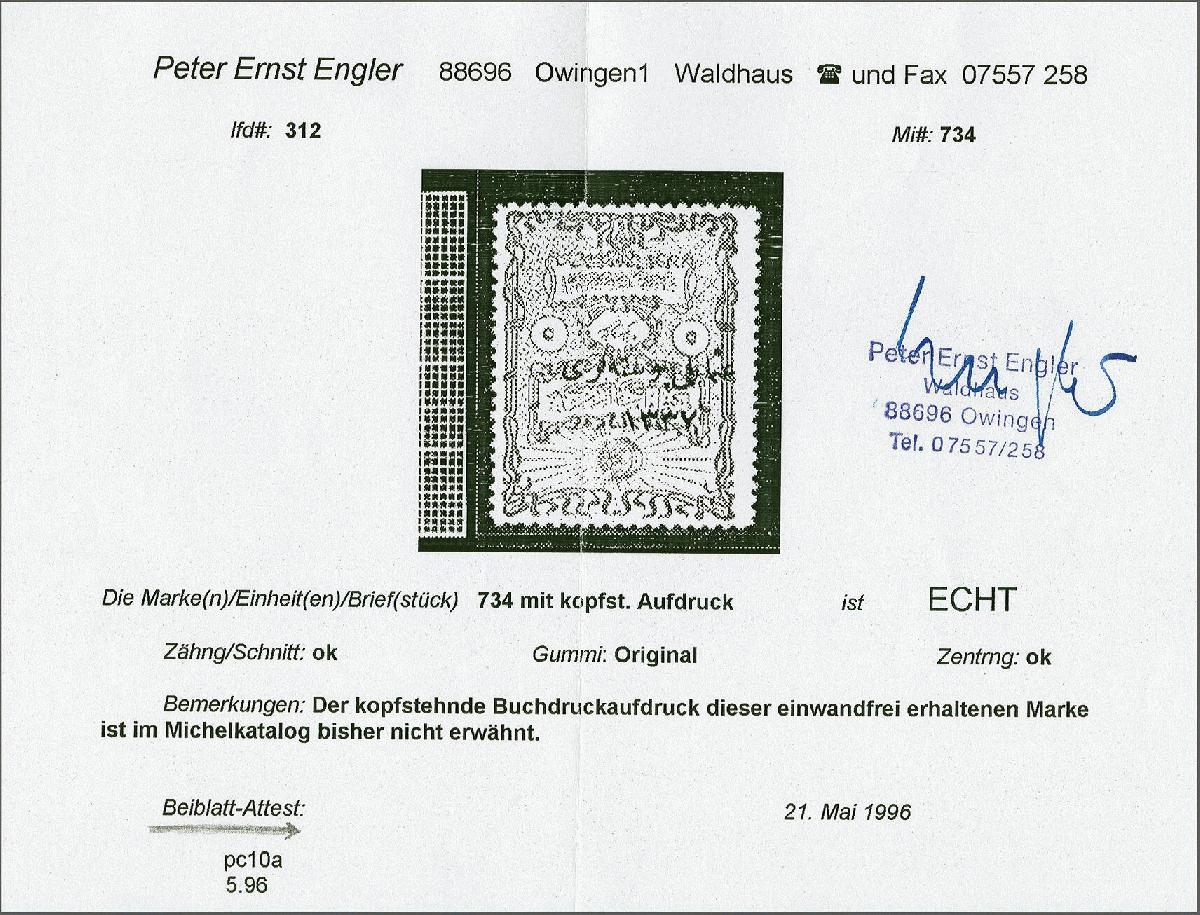 Peter Ernst Engler 88696 Owingen1 Waldhaus ☎ und Fax 07557 258
lfd#: 312 Mi#: 734
١٣٣٧
Peter Ernst Engler
Waldhaus
88696 Owingen
Tel. 07557/258
Die Marke(n)/Einheit(en)/Brief(stück) 734 mit kopfst. Aufdruck ist ECHT
Zähng/Schnitt: ok Gummi: Original Zentrng: ok
Bemerkungen: Der kopfstehnde Buchdruckaufdruck dieser einwandfrei erhaltenen Marke
ist im Michelkatalog bisher nicht erwähnt.
Beiblatt-Attest: 21. Mai 1996
pc10a
5.96